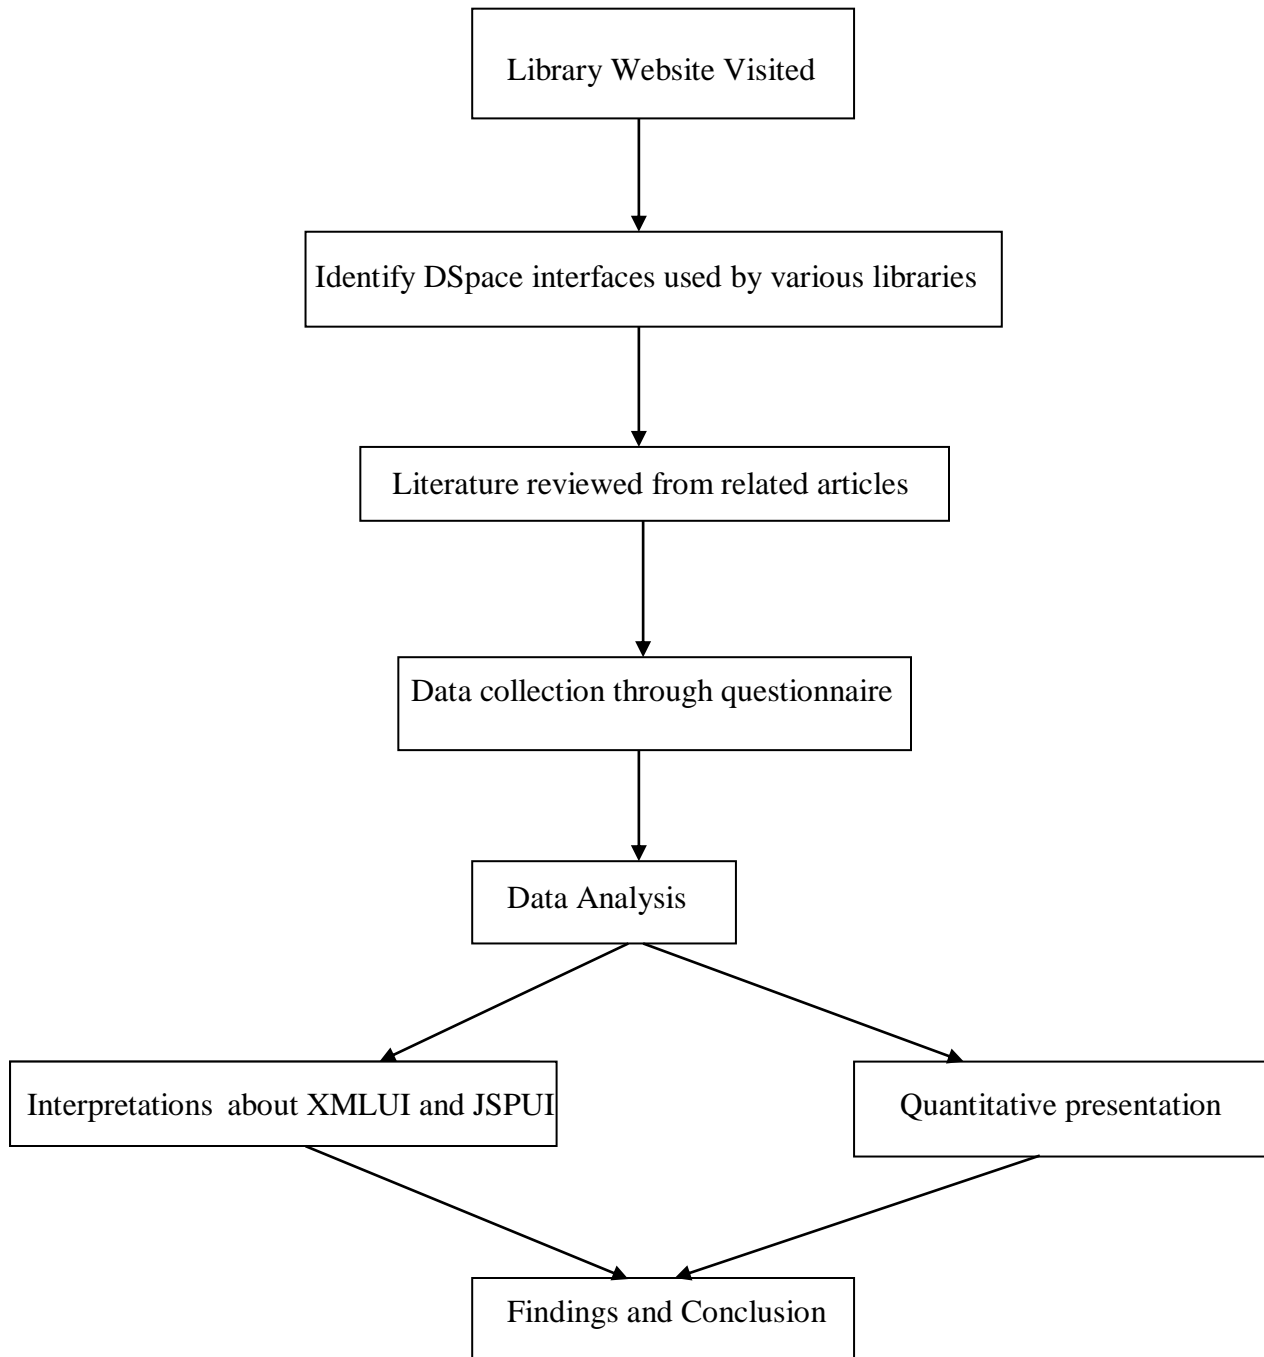 Library Website Visited
Identify DSpace interfaces used by various libraries
Literature reviewed from related articles
Data collection through questionnaire
Data Analysis
Interpretations  about XMLUI and JSPUI
Quantitative presentation
Findings and Conclusion